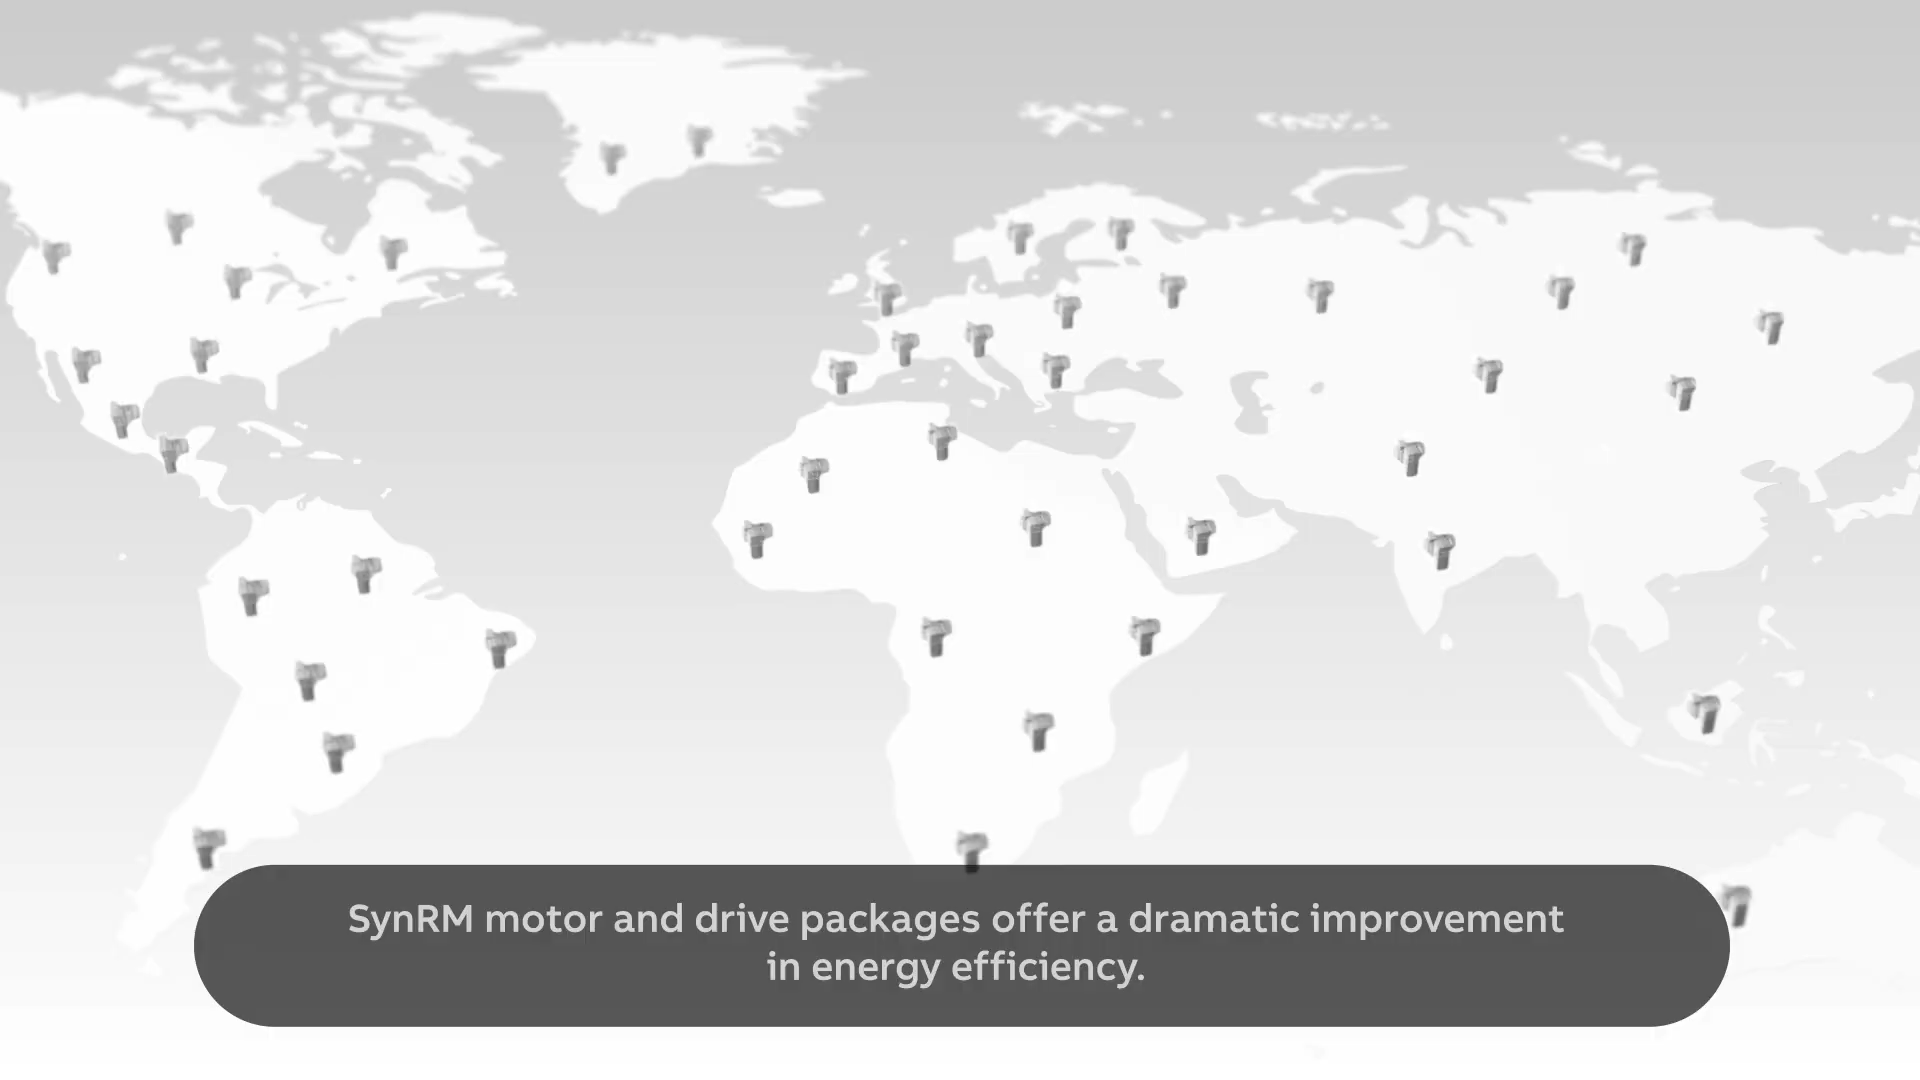 SynRM motor and drive packages offer a dramatic improvement
in energy efficiency.